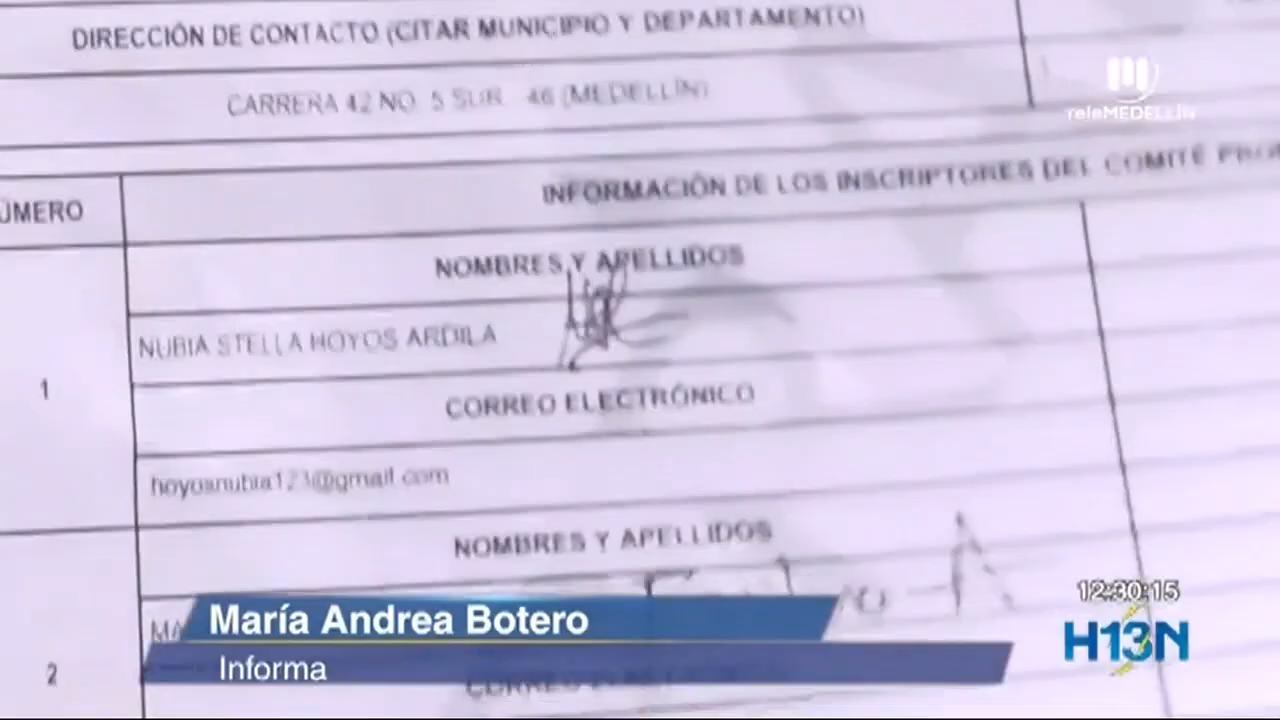 DIRECCIÓN DE CONTACTO (CITAR MUNICIPIO Y DEPARTAMENTO)
CARRERA 42 NO. 5 SUR 46 (MEDELLÍN)
teleMEDELLÍN
INFORMACIÓN DE LOS INSCRIPTORES DEL COMITÉ
ÚMERO
NOMBRES Y APELLIDOS
NUBIA STELLA HOYOS ARDILA
1
CORREO ELECTRÓNICO
hoyosnubia123@gmail.com
NOMBRES Y APELLIDOS
12:30:15
María Andrea Botero
H13N
Informa
2